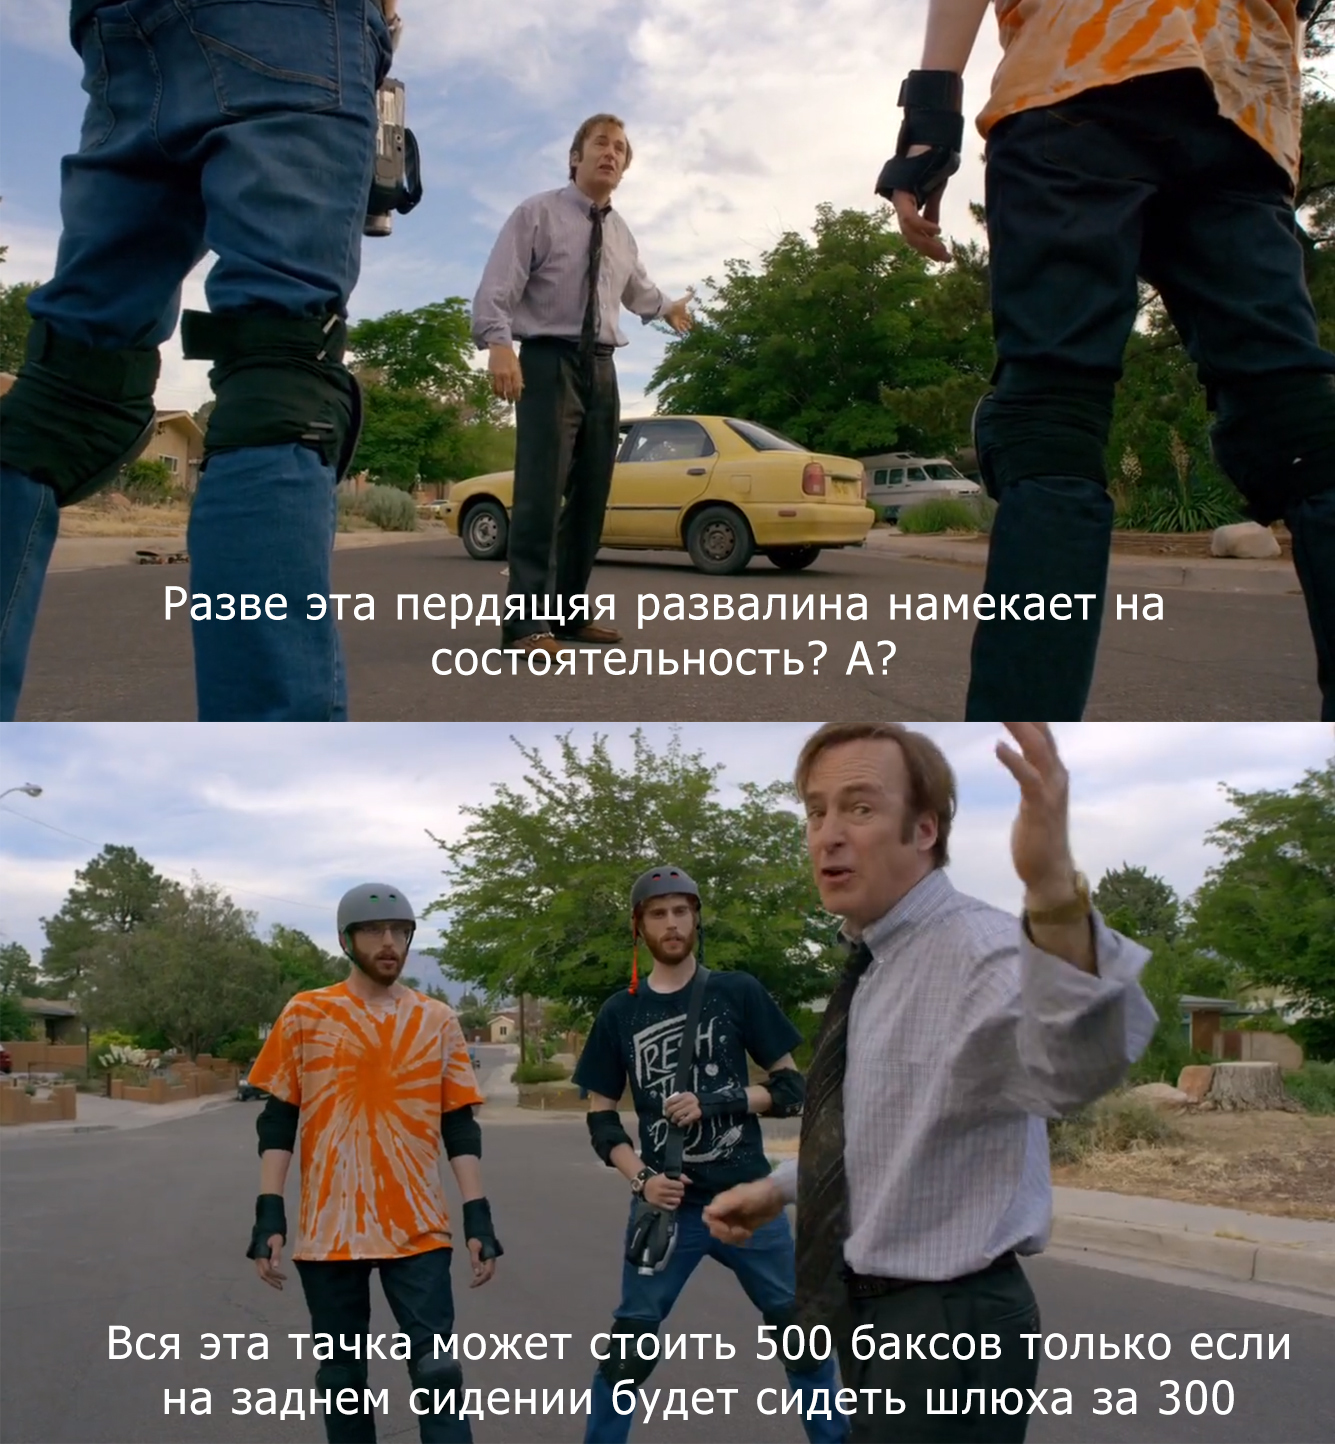 Разве эта пердящяя развалина намекает на
состоятельность? А?
FRESH
Вся эта тачка может стоить 500 баксов только если
на заднем сидении будет сидеть шлюха за 300